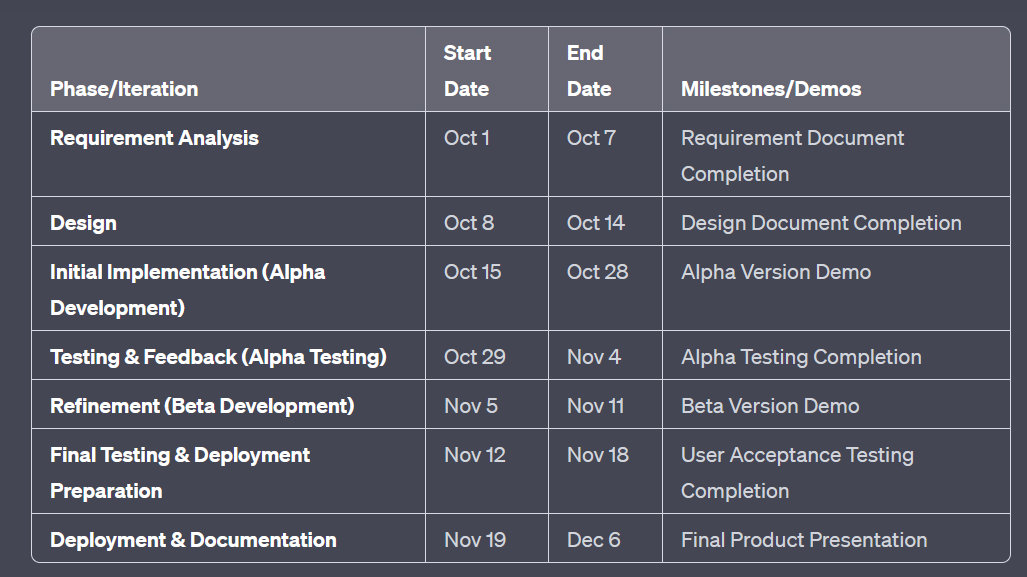 Phase/Iteration Start Date End Date Milestones/Demos
Requirement Analysis Oct 1 Oct 7 Requirement Document Completion
Design Oct 8 Oct 14 Design Document Completion
Initial Implementation (Alpha Development) Oct 15 Oct 28 Alpha Version Demo
Testing & Feedback (Alpha Testing) Oct 29 Nov 4 Alpha Testing Completion
Refinement (Beta Development) Nov 5 Nov 11 Beta Version Demo
Final Testing & Deployment Preparation Nov 12 Nov 18 User Acceptance Testing Completion
Deployment & Documentation Nov 19 Dec 6 Final Product Presentation